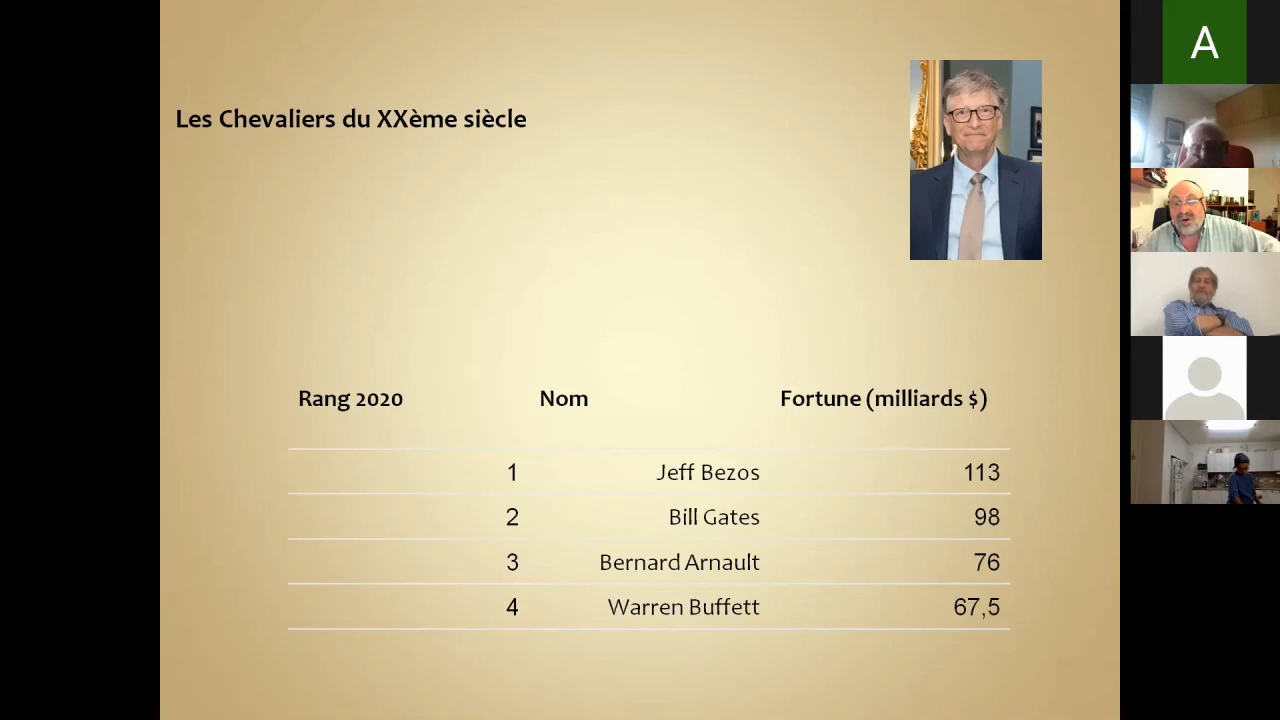 Les Chevaliers du XXème siècle
Rang 2020 Nom Fortune (milliards $)
1 Jeff Bezos 113
2 Bill Gates 98
3 Bernard Arnault 76
4 Warren Buffett 67,5
A